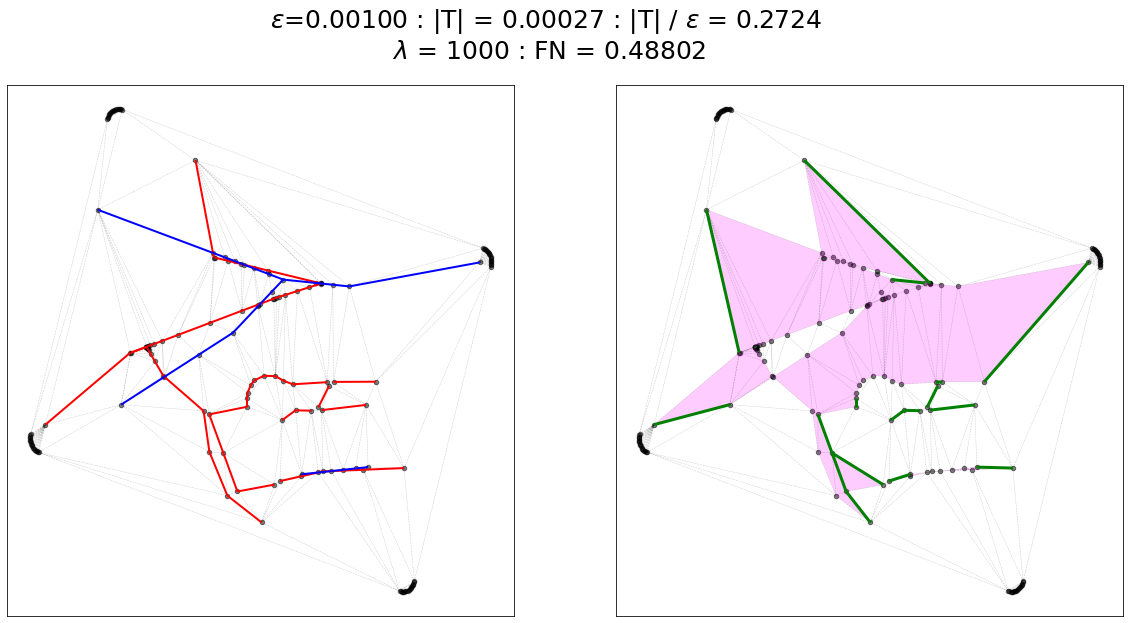 ε=0.00100 : |T| = 0.00027 : |T| / ε = 0.2724
λ = 1000 : FN = 0.48802